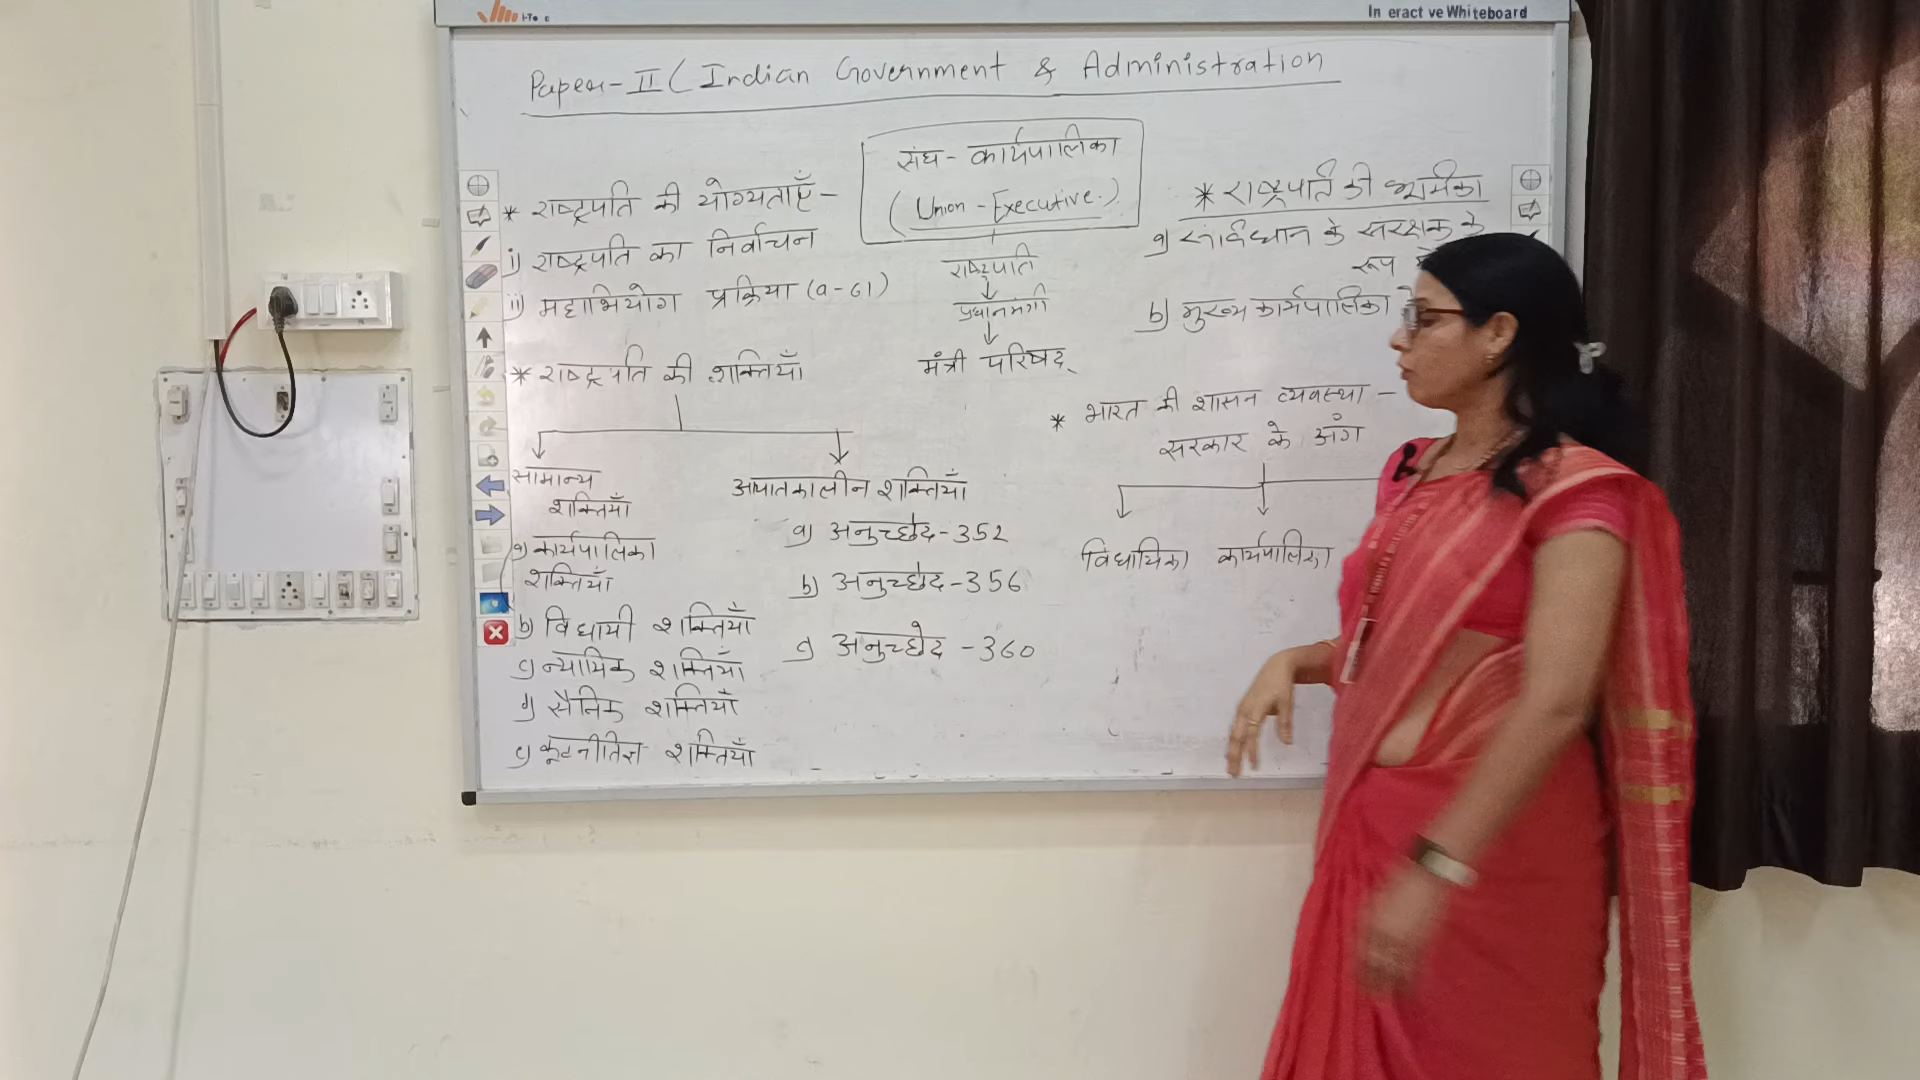 Interactive Whiteboard
Paper-II ( Indian Government & Administration
संघ - कार्यपालिका
( Union - Executive.)
राष्ट्रपति
प्रधानमंत्री
मंत्री परिषद्
* राष्ट्रपति की योग्यताएँ -
i) राष्ट्रपति का निर्वाचन
ii) महाभियोग प्रक्रिया (a-61)
* राष्ट्रपति की शक्तियाँ
सामान्य
शक्तियाँ
a) कार्यपालिका
शक्तियाँ
b) विधायी शक्तियाँ
c) न्यायिक शक्तियाँ
d) सैनिक शक्तियाँ
e) कूटनीतिज्ञ शक्तियाँ
आपातकालीन शक्तियाँ
a) अनुच्छेद-352
b) अनुच्छेद-356
c) अनुच्छेद -360
* राष्ट्रपति की भूमिका
a) संविधान के संरक्षक के
रूप
b) मुख्य कार्यपालिका
* भारत की शासन व्यवस्था -
सरकार के अंग
विधायिका कार्यपालिका